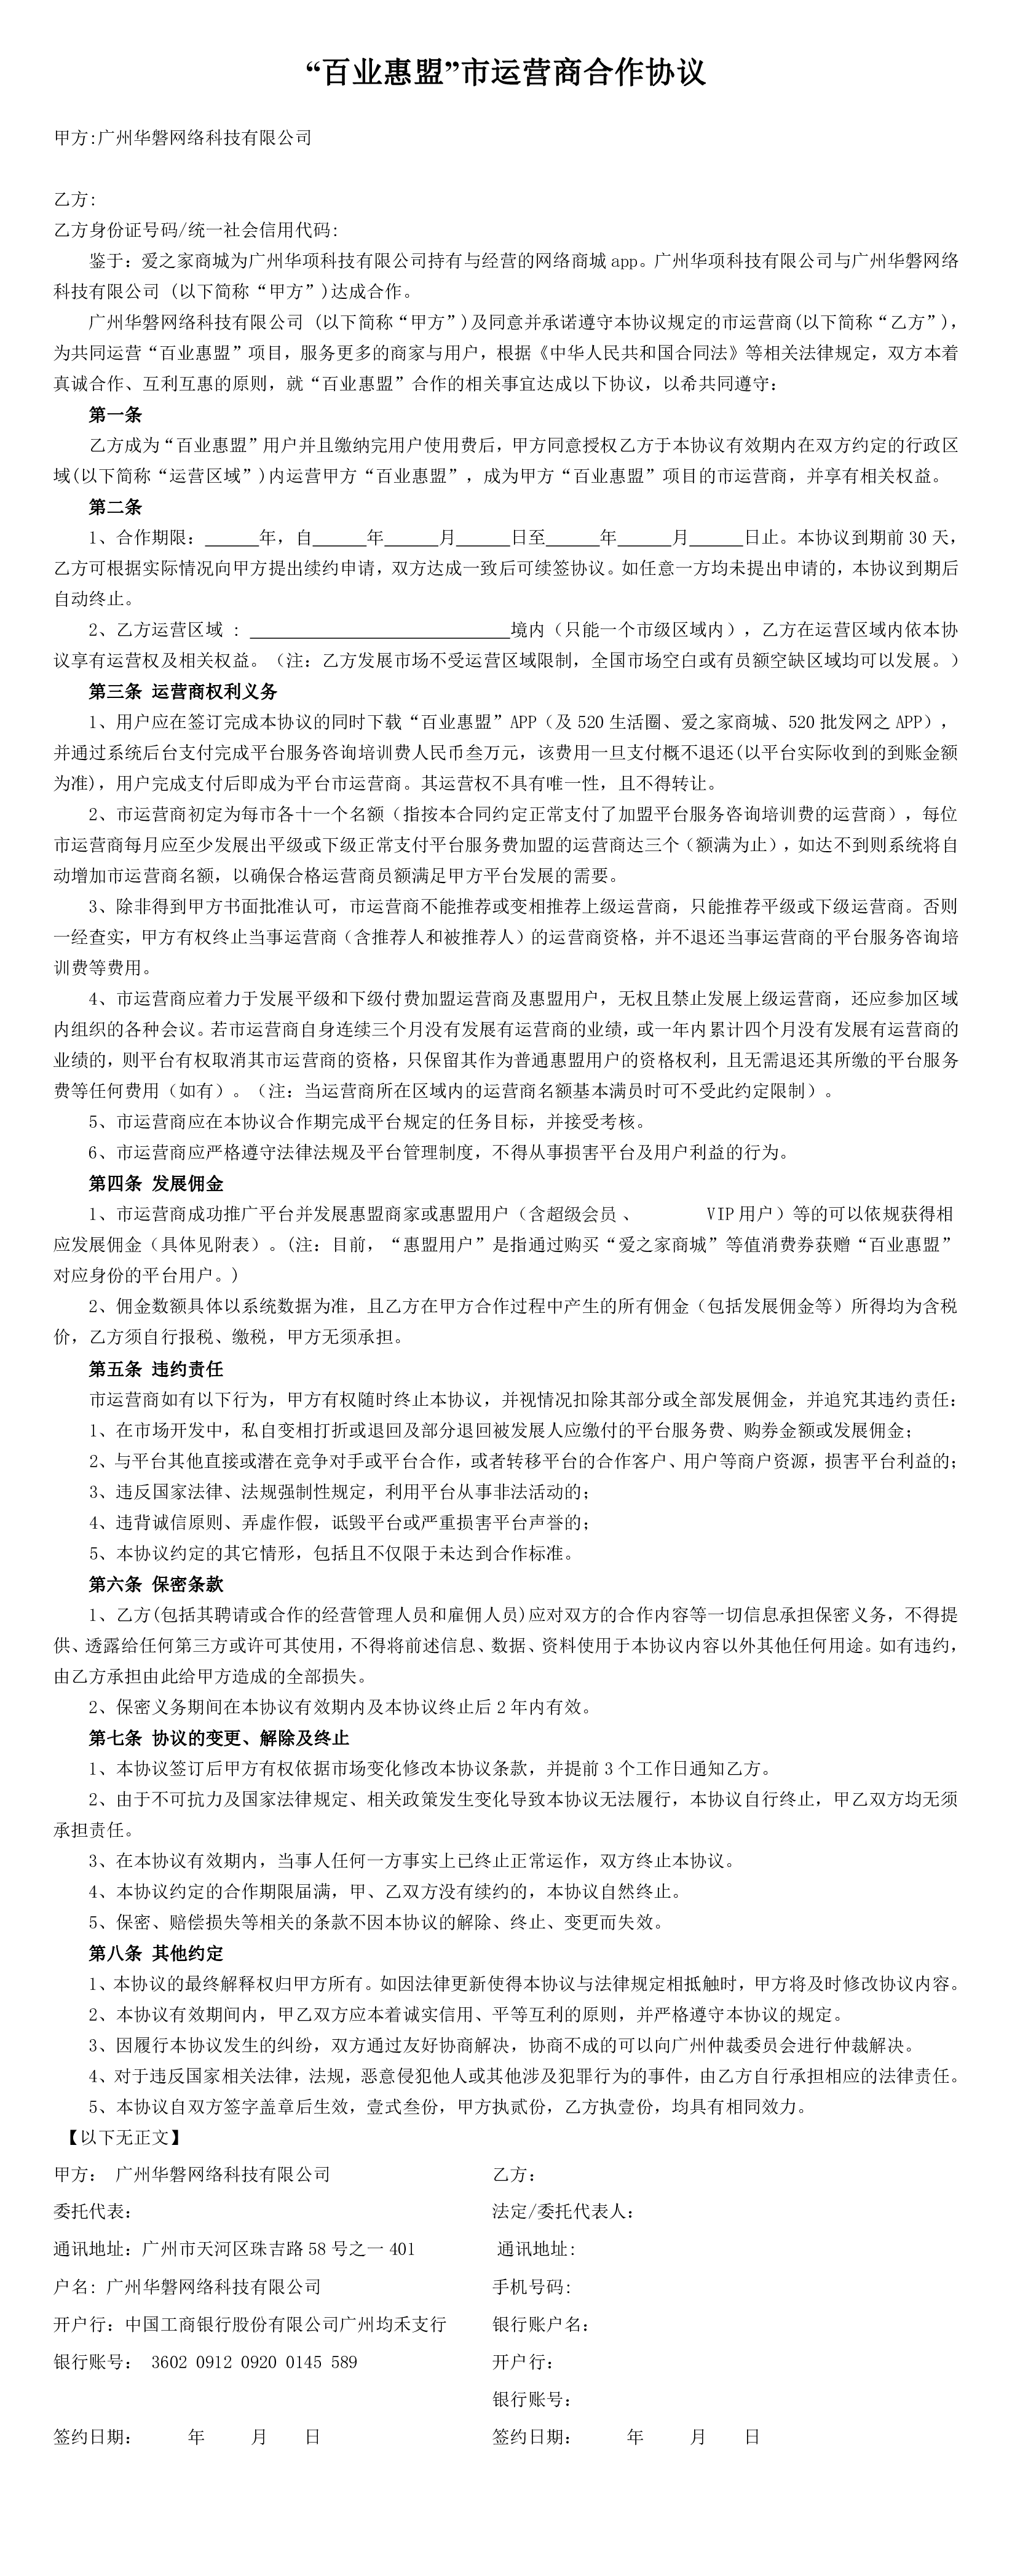 “百业惠盟”市运营商合作协议
甲方:广州华磐网络科技有限公司
乙方:
乙方身份证号码/统一社会信用代码:
鉴于：爱之家商城为广州华项科技有限公司持有与经营的网络商城app。广州华项科技有限公司与广州华磐网络
科技有限公司 (以下简称“甲方”)达成合作。
广州华磐网络科技有限公司 (以下简称“甲方”)及同意并承诺遵守本协议规定的市运营商(以下简称“乙方”)，
为共同运营“百业惠盟”项目，服务更多的商家与用户，根据《中华人民共和国合同法》等相关法律规定，双方本着
真诚合作、互利互惠的原则，就“百业惠盟”合作的相关事宜达成以下协议，以希共同遵守：
第一条
乙方成为“百业惠盟”用户并且缴纳完用户使用费后，甲方同意授权乙方于本协议有效期内在双方约定的行政区
域(以下简称“运营区域”)内运营甲方“百业惠盟”，成为甲方“百业惠盟”项目的市运营商，并享有相关权益。
第二条
1、合作期限：______年，自______年______月______日至______年______月______日止。本协议到期前30天，
乙方可根据实际情况向甲方提出续约申请，双方达成一致后可续签协议。如任意一方均未提出申请的，本协议到期后
自动终止。
2、乙方运营区域 ：_____________________________境内（只能一个市级区域内），乙方在运营区域内依本协
议享有运营权及相关权益。（注：乙方发展市场不受运营区域限制，全国市场空白或有员额空缺区域均可以发展。）
第三条 运营商权利义务
1、用户应在签订完成本协议的同时下载“百业惠盟”APP（及520生活圈、爱之家商城、520批发网之APP），
并通过系统后台支付完成平台服务咨询培训费人民币叁万元，该费用一旦支付概不退还(以平台实际收到的到账金额
为准)，用户完成支付后即成为平台市运营商。其运营权不具有唯一性，且不得转让。
2、市运营商初定为每市各十一个名额（指按本合同约定正常支付了加盟平台服务咨询培训费的运营商），每位
市运营商每月应至少发展出平级或下级正常支付平台服务费加盟的运营商达三个（额满为止），如达不到则系统将自
动增加市运营商名额，以确保合格运营商员额满足甲方平台发展的需要。
3、除非得到甲方书面批准认可，市运营商不能推荐或变相推荐上级运营商，只能推荐平级或下级运营商。否则
一经查实，甲方有权终止当事运营商（含推荐人和被推荐人）的运营商资格，并不退还当事运营商的平台服务咨询培
训费等费用。
4、市运营商应着力于发展平级和下级付费加盟运营商及惠盟用户，无权且禁止发展上级运营商，还应参加区域
内组织的各种会议。若市运营商自身连续三个月没有发展有运营商的业绩，或一年内累计四个月没有发展有运营商的
业绩的，则平台有权取消其市运营商的资格，只保留其作为普通惠盟用户的资格权利，且无需退还其所缴的平台服务
费等任何费用（如有）。（注：当运营商所在区域内的运营商名额基本满员时可不受此约定限制）。
5、市运营商应在本协议合作期完成平台规定的任务目标，并接受考核。
6、市运营商应严格遵守法律法规及平台管理制度，不得从事损害平台及用户利益的行为。
第四条 发展佣金
1、市运营商成功推广平台并发展惠盟商家或惠盟用户（含超级会员 、 VIP用户）等的可以依规获得相
应发展佣金（具体见附表）。(注：目前，“惠盟用户”是指通过购买“爱之家商城”等值消费券获赠“百业惠盟”
对应身份的平台用户。)
2、佣金数额具体以系统数据为准，且乙方在甲方合作过程中产生的所有佣金（包括发展佣金等）所得均为含税
价，乙方须自行报税、缴税，甲方无须承担。
第五条 违约责任
市运营商如有以下行为，甲方有权随时终止本协议，并视情况扣除其部分或全部发展佣金，并追究其违约责任：
1、在市场开发中，私自变相打折或退回及部分退回被发展人应缴付的平台服务费、购券金额或发展佣金；
2、与平台其他直接或潜在竞争对手或平台合作，或者转移平台的合作客户、用户等商户资源，损害平台利益的；
3、违反国家法律、法规强制性规定，利用平台从事非法活动的；
4、违背诚信原则、弄虚作假，诋毁平台或严重损害平台声誉的；
5、本协议约定的其它情形，包括且不仅限于未达到合作标准。
第六条 保密条款
1、乙方(包括其聘请或合作的经营管理人员和雇佣人员)应对双方的合作内容等一切信息承担保密义务，不得提
供、透露给任何第三方或许可其使用，不得将前述信息、数据、资料使用于本协议内容以外其他任何用途。如有违约，
由乙方承担由此给甲方造成的全部损失。
2、保密义务期间在本协议有效期内及本协议终止后2年内有效。
第七条 协议的变更、解除及终止
1、本协议签订后甲方有权依据市场变化修改本协议条款，并提前3个工作日通知乙方。
2、由于不可抗力及国家法律规定、相关政策发生变化导致本协议无法履行，本协议自行终止，甲乙双方均无须
承担责任。
3、在本协议有效期内，当事人任何一方事实上已终止正常运作，双方终止本协议。
4、本协议约定的合作期限届满，甲、乙双方没有续约的，本协议自然终止。
5、保密、赔偿损失等相关的条款不因本协议的解除、终止、变更而失效。
第八条 其他约定
1、本协议的最终解释权归甲方所有。如因法律更新使得本协议与法律规定相抵触时，甲方将及时修改协议内容。
2、本协议有效期间内，甲乙双方应本着诚实信用、平等互利的原则，并严格遵守本协议的规定。
3、因履行本协议发生的纠纷，双方通过友好协商解决，协商不成的可以向广州仲裁委员会进行仲裁解决。
4、对于违反国家相关法律，法规，恶意侵犯他人或其他涉及犯罪行为的事件，由乙方自行承担相应的法律责任。
5、本协议自双方签字盖章后生效，壹式叁份，甲方执贰份，乙方执壹份，均具有相同效力。
【以下无正文】
甲方： 广州华磐网络科技有限公司 乙方：
委托代表： 法定/委托代表人：
通讯地址：广州市天河区珠吉路58号之一401 通讯地址:
户名: 广州华磐网络科技有限公司 手机号码:
开户行：中国工商银行股份有限公司广州均禾支行 银行账户名：
银行账号： 3602 0912 0920 0145 589 开户行：
银行账号：
签约日期： 年 月 日 签约日期： 年 月 日